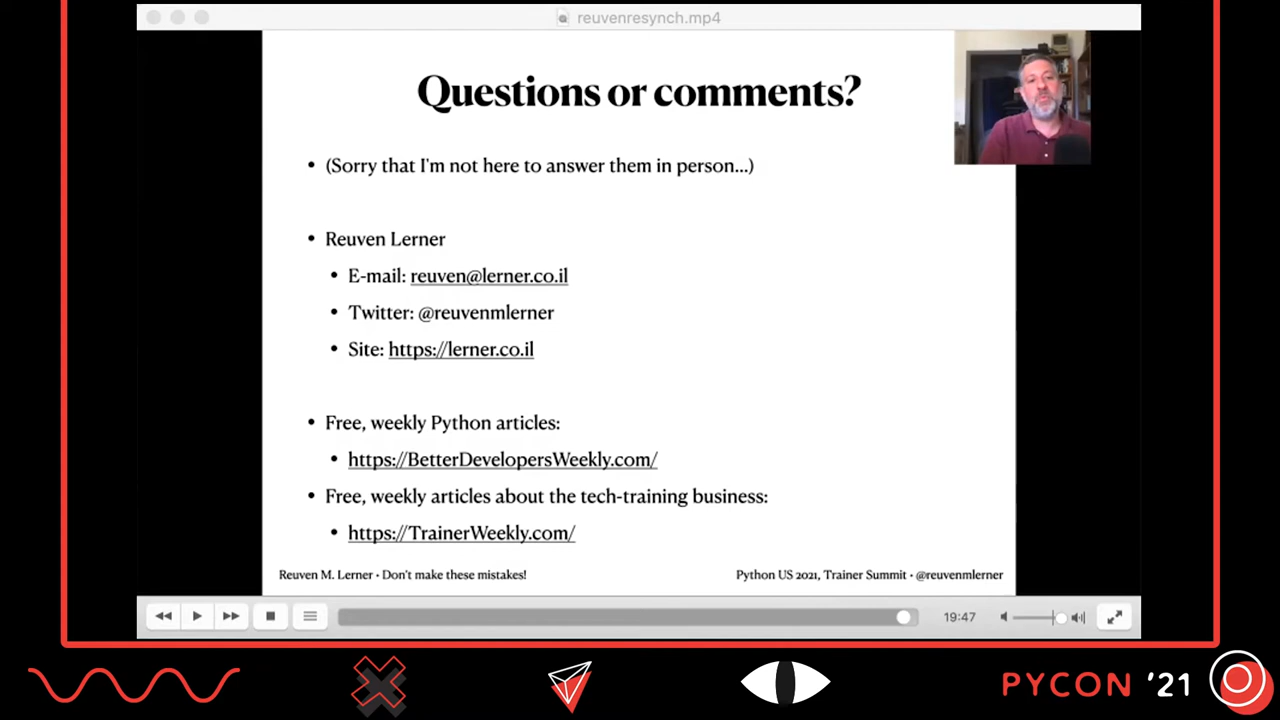 reuvenresynch.mp4
Questions or comments?
• (Sorry that I'm not here to answer them in person...)
• Reuven Lerner
• E-mail: reuven@lerner.co.il
• Twitter: @reuvenmlerner
• Site: https://lerner.co.il
• Free, weekly Python articles:
• https://BetterDevelopersWeekly.com/
• Free, weekly articles about the tech-training business:
• https://TrainerWeekly.com/
Reuven M. Lerner • Don't make these mistakes!
Python US 2021, Trainer Summit • @reuvenmlerner
19:47
PYCON '21